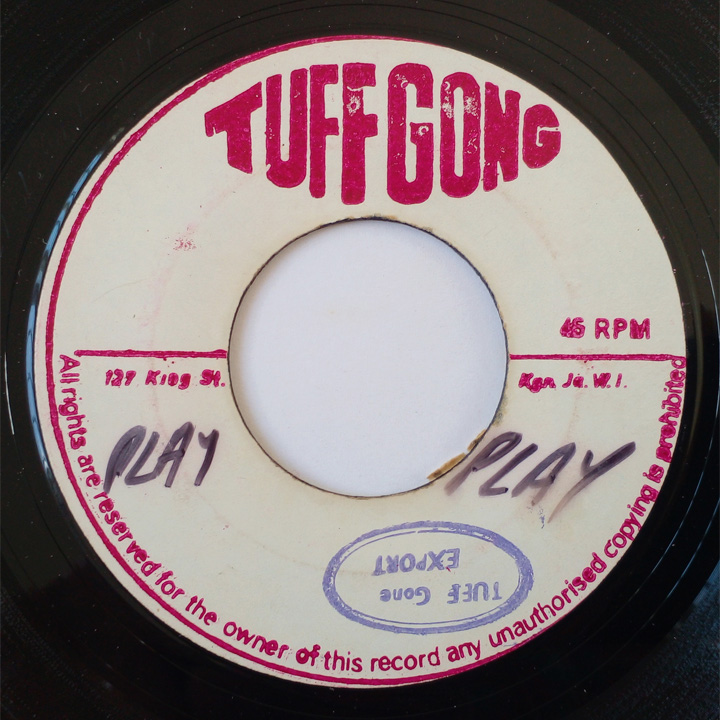 TUFF GONG
45 RPM
127 King St.
Kgn. Ja. W.I.
PLAY
PLAY
TUFF Gone
EXPORT
All rights are reserved for the owner of this record any unauthorised copying is prohibited